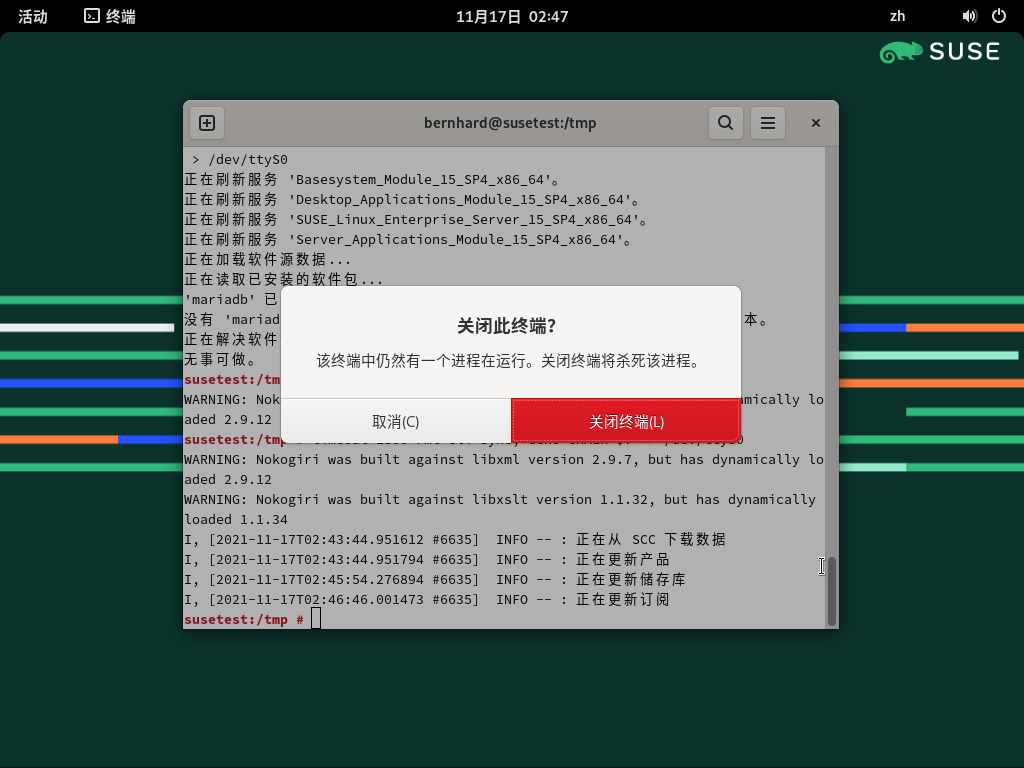 活动
终端
11月17日 02:47
zh
SUSE
bernhard@susetest:/tmp
> /dev/ttyS0
正在刷新服务 'Basesystem_Module_15_SP4_x86_64'。
正在刷新服务 'Desktop_Applications_Module_15_SP4_x86_64'。
正在刷新服务 'SUSE_Linux_Enterprise_Server_15_SP4_x86_64'。
正在刷新服务 'Server_Applications_Module_15_SP4_x86_64'。
正在加载软件源数据...
正在读取已安装的软件包...
'mariadb' 已
没有 'mariad 本。
正在解决软件
无事可做。
susetest:/tm
WARNING: Nok mically lo
aded 2.9.12
susetest:/tmp
WARNING: Nokogiri was built against libxml version 2.9.7, but has dynamically lo
aded 2.9.12
WARNING: Nokogiri was built against libxslt version 1.1.32, but has dynamically
loaded 1.1.34
I, [2021-11-17T02:43:44.951612 #6635]  INFO -- : 正在从 SCC 下载数据
I, [2021-11-17T02:43:44.951794 #6635]  INFO -- : 正在更新产品
I, [2021-11-17T02:45:54.276894 #6635]  INFO -- : 正在更新储存库
I, [2021-11-17T02:46:46.001473 #6635]  INFO -- : 正在更新订阅
susetest:/tmp #
关闭此终端？
该终端中仍然有一个进程在运行。关闭终端将杀死该进程。
取消(C)
关闭终端(L)